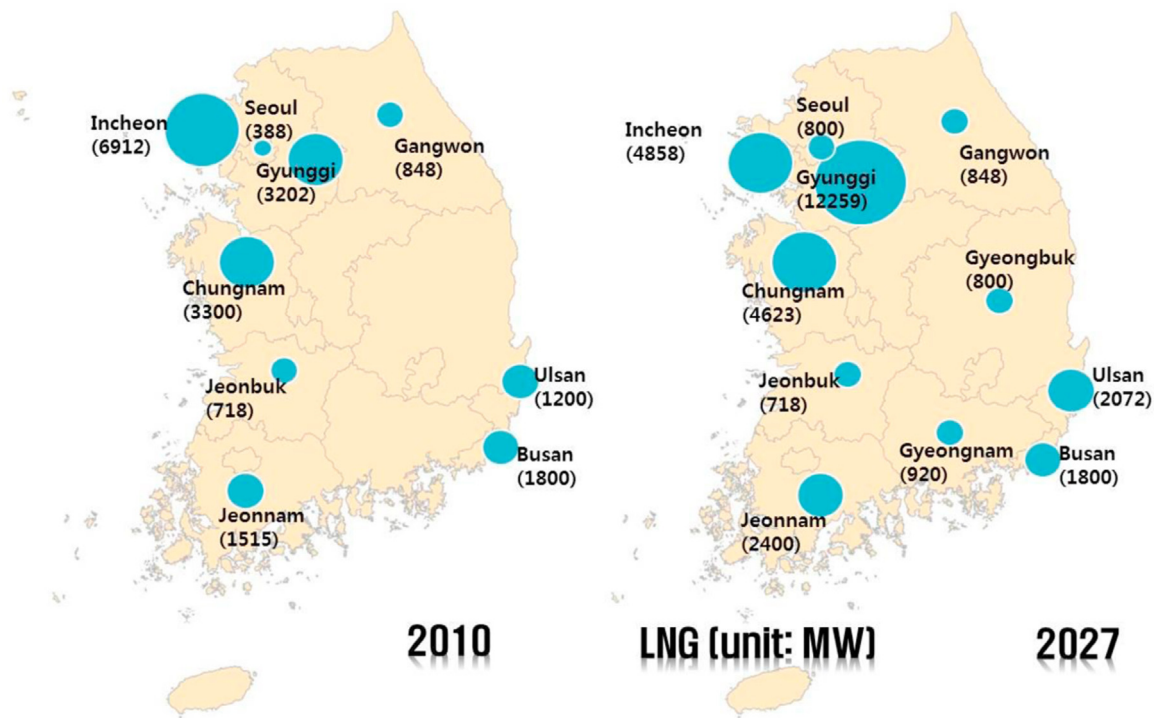 Incheon
(6912)
Seoul
(388)
Gyunggi
(3202)
Gangwon
(848)
Chungnam
(3300)
Jeonbuk
(718)
Ulsan
(1200)
Busan
(1800)
Jeonnam
(1515)
2010
Incheon
(4858)
Seoul
(800)
Gyunggi
(12259)
Gangwon
(848)
Gyeongbuk
(800)
Chungnam
(4623)
Jeonbuk
(718)
Ulsan
(2072)
Gyeongnam
(920)
Busan
(1800)
Jeonnam
(2400)
LNG (unit: MW)
2027